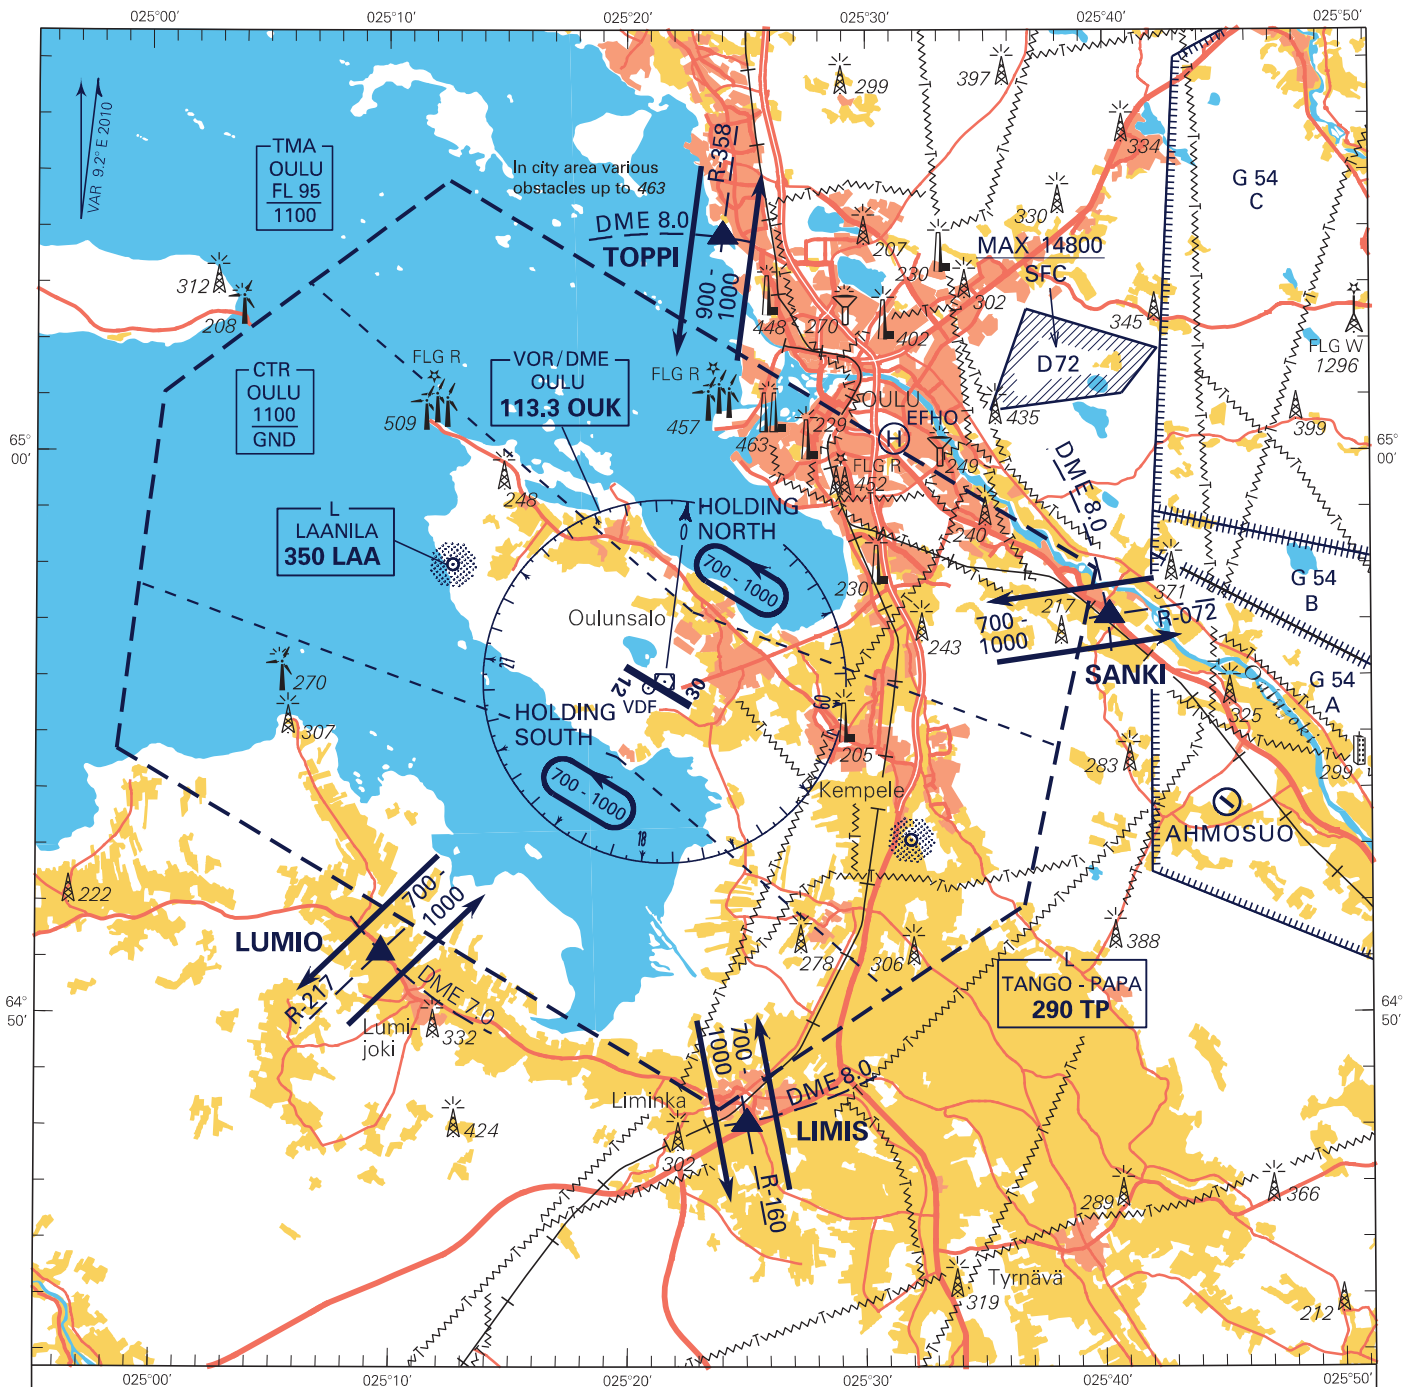 025°00′
025°10′
025°20′
025°30′
025°40′
025°50′
VAR 9.2° E 2010
TMA
OULU
FL 95
1100
In city area various
obstacles up to 463
R-358
DME 8.0
TOPPI
900 -
1000
299
397
334
330
207
230
302
MAX 14800
SFC
G 54
C
312
208
448
270
402
345
D72
FLG W
1296
CTR
OULU
1100
GND
FLG R
509
VOR/DME
OULU
113.3 OUK
FLG R
457
463
229
OULU
EFHO
H
249
435
399
65°
00′
65°
00′
FLG R
452
248
240
DME 8.0
L
LAANILA
350 LAA
HOLDING
NORTH
0
700 - 1000
230
371
G 54
B
217
R-072
700 -
1000
243
SANKI
Oulunsalo
27
12
30
VDF
09
G 54
A
325
Oulujoki
270
307
HOLDING
SOUTH
700 - 1000
18
205
283
299
Kempele
AHMOSUO
222
700 -
1000
LUMIO
R-217
DME 7.0
278
306
388
L
TANGO - PAPA
290 TP
64°
50′
64°
50′
Lumi-
joki
332
700 -
1000
DME 8.0
Liminka
LIMIS
424
302
R-160
289
366
Tyrnävä
319
212
025°00′
025°10′
025°20′
025°30′
025°40′
025°50′